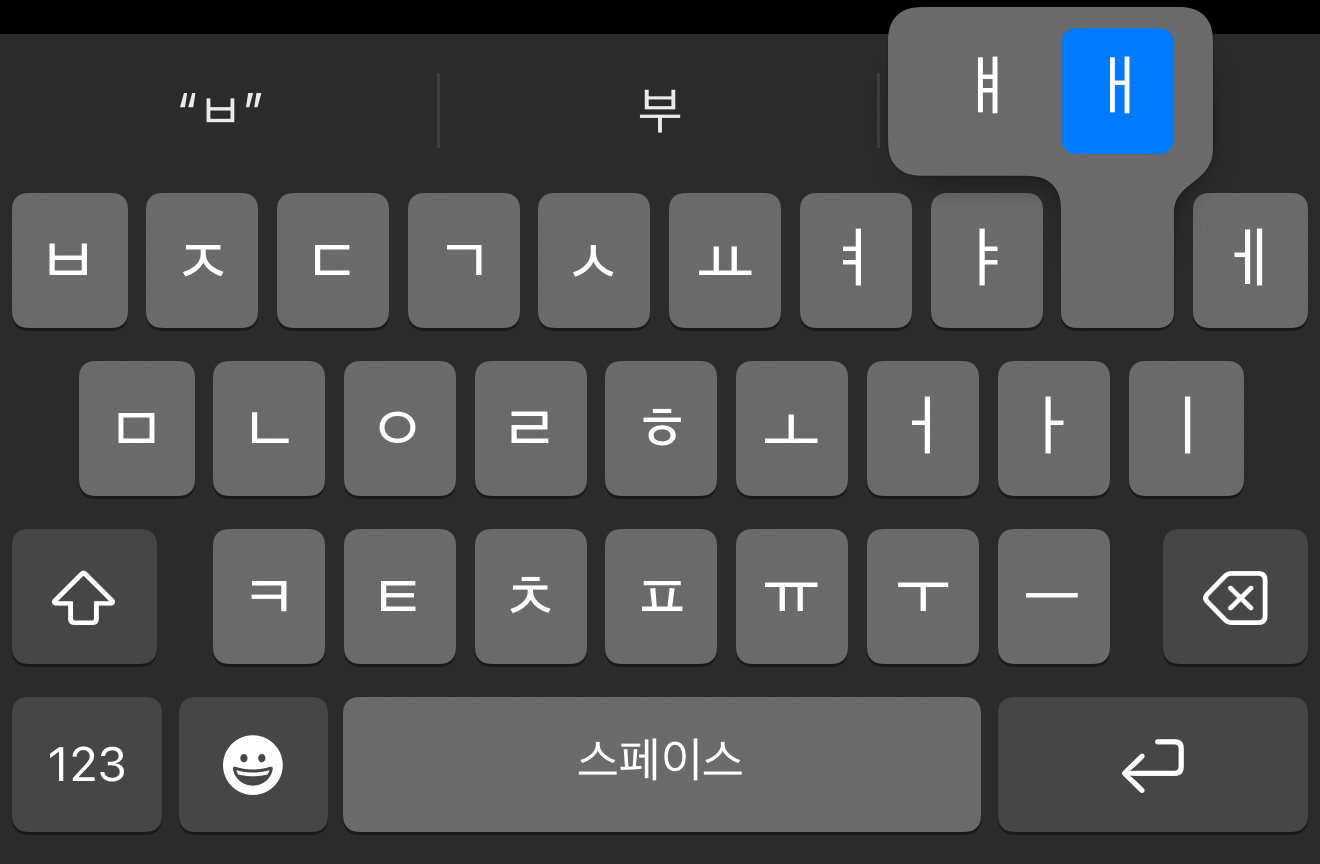 ㅒ ㅐ
“ㅂ” 부
ㅂ ㅈ ㄷ ㄱ ㅅ ㅛ ㅕ ㅑ ㅔ
ㅁ ㄴ ㅇ ㄹ ㅎ ㅗ ㅓ ㅏ ㅣ
ㅋ ㅌ ㅊ ㅍ ㅠ ㅜ ㅡ
123 스페이스